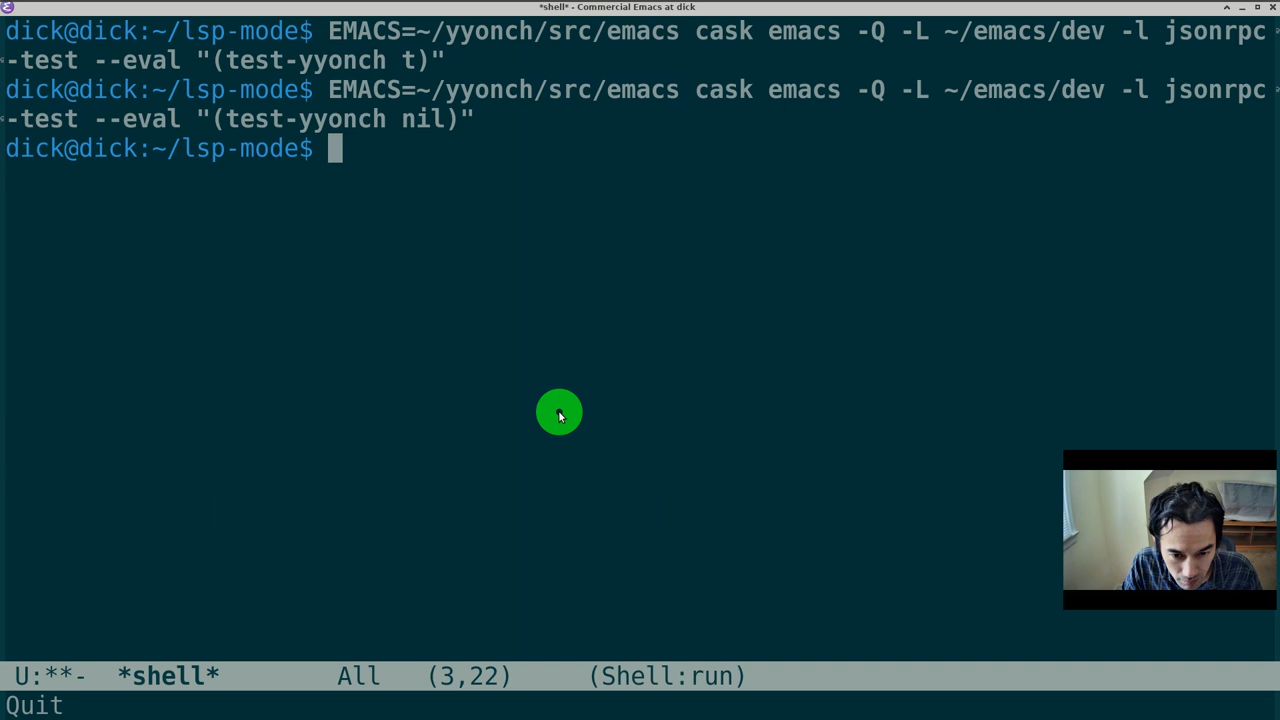 *shell* - Commercial Emacs at dick
dick@dick:~/lsp-mode$ EMACS=~/yyonch/src/emacs cask emacs -Q -L ~/emacs/dev -l jsonrpc
-test --eval "(test-yyonch t)"
dick@dick:~/lsp-mode$ EMACS=~/yyonch/src/emacs cask emacs -Q -L ~/emacs/dev -l jsonrpc
-test --eval "(test-yyonch nil)"
dick@dick:~/lsp-mode$
U:**- *shell* All (3,22) (Shell:run)
Quit